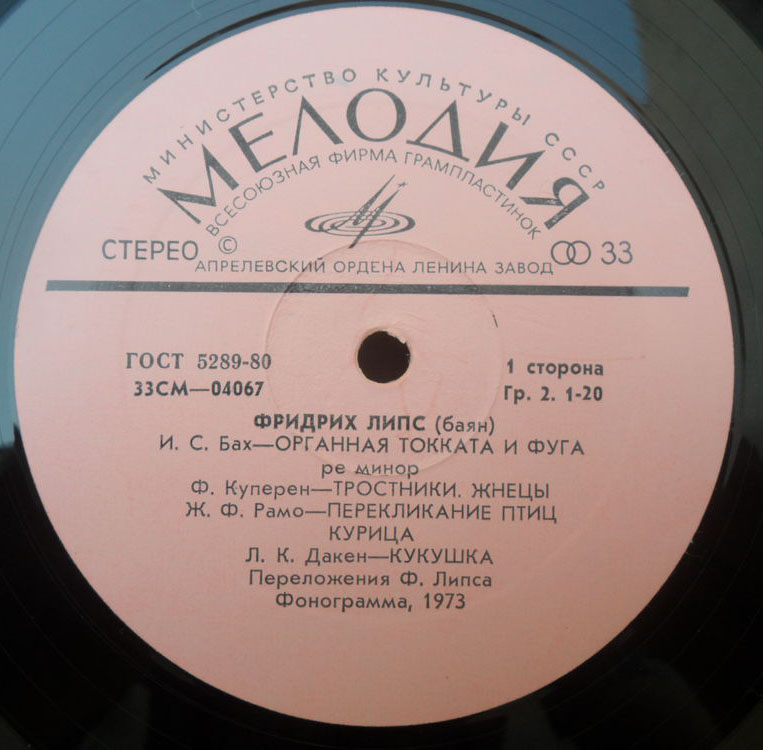 МИНИСТЕРСТВО КУЛЬТУРЫ СССР
МЕЛОДИЯ
ВСЕСОЮЗНАЯ ФИРМА ГРАМПЛАСТИНОК
СТЕРЕО © 33
АПРЕЛЕВСКИЙ ОРДЕНА ЛЕНИНА ЗАВОД
ГОСТ 5289-80 1 сторона
33СМ—04067 Гр. 2. 1-20
ФРИДРИХ ЛИПС (баян)
И. С. Бах—ОРГАННАЯ ТОККАТА И ФУГА
ре минор
Ф. Куперен—ТРОСТНИКИ. ЖНЕЦЫ
Ж. Ф. Рамо—ПЕРЕКЛИКАНИЕ ПТИЦ
КУРИЦА
Л. К. Дакен—КУКУШКА
Переложения Ф. Липса
Фонограмма, 1973